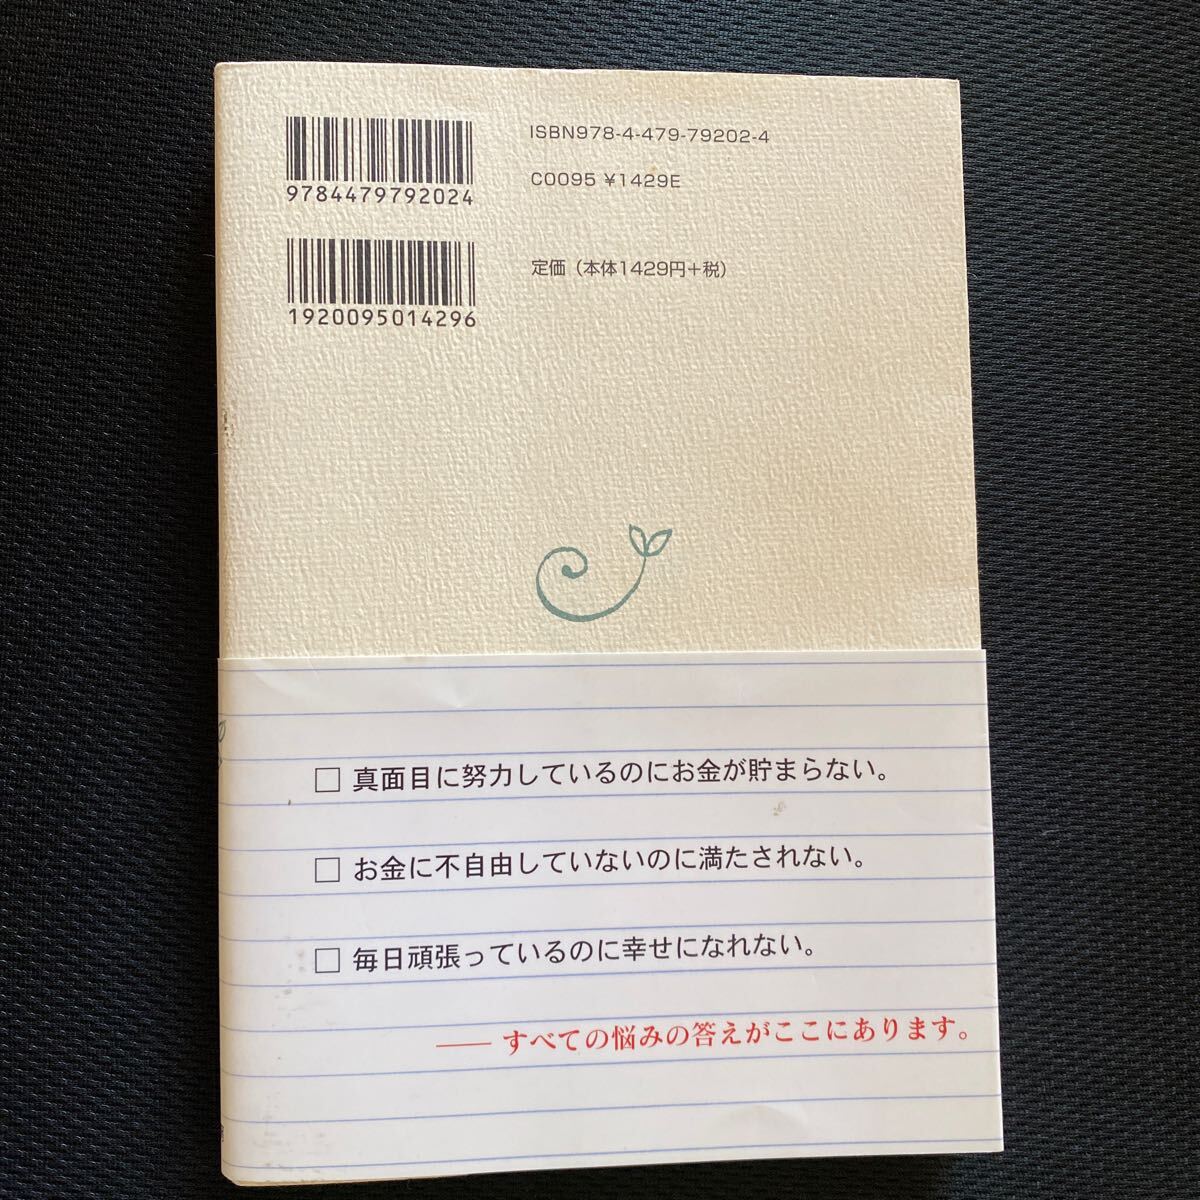 ISBN978-4-479-79202-4
9784479792024
C0095 ¥1429E
1920095014296
定価(本体1429円+税)
□ 真面目に努力しているのにお金が貯まらない。
□ お金に不自由していないのに満たされない。
□ 毎日頑張っているのに幸せになれない。
── すべての悩みの答えがここにあります。